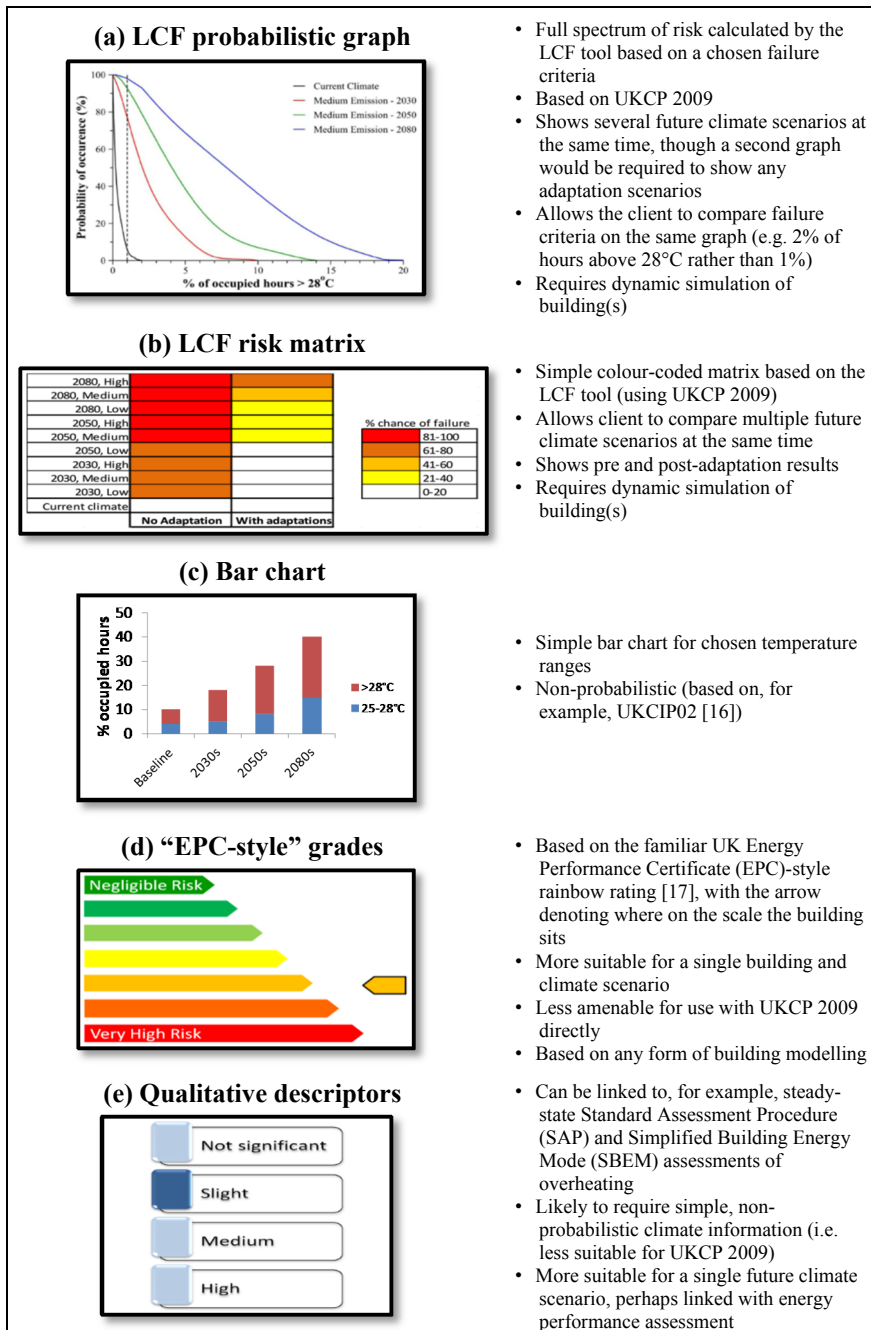 (a) LCF probabilistic graph
100
80
60
40
20
0
Probability of occurence (%)
Current Climate
Medium Emission - 2030
Medium Emission - 2050
Medium Emission - 2080
0
5
10
15
20
% of occupied hours > 28°C
• Full spectrum of risk calculated by the
LCF tool based on a chosen failure
criteria
• Based on UKCP 2009
• Shows several future climate scenarios at
the same time, though a second graph
would be required to show any
adaptation scenarios
• Allows the client to compare failure
criteria on the same graph (e.g. 2% of
hours above 28°C rather than 1%)
• Requires dynamic simulation of
building(s)
(b) LCF risk matrix
2080, High
2080, Medium
2080, Low
2050, High
2050, Medium
2050, Low
2030, High
2030, Medium
2030, Low
Current climate
No Adaptation
With adaptations
% chance of failure
81-100
61-80
41-60
21-40
0-20
• Simple colour-coded matrix based on the
LCF tool (using UKCP 2009)
• Allows client to compare multiple future
climate scenarios at the same time
• Shows pre and post-adaptation results
• Requires dynamic simulation of
building(s)
(c) Bar chart
50
40
30
20
10
0
% occupied hours
Baseline
2030s
2050s
2080s
>28°C
25-28°C
• Simple bar chart for chosen temperature
ranges
• Non-probabilistic (based on, for
example, UKCIP02 [16])
(d) “EPC-style” grades
Negligible Risk
Very High Risk
• Based on the familiar UK Energy
Performance Certificate (EPC)-style
rainbow rating [17], with the arrow
denoting where on the scale the building
sits
• More suitable for a single building and
climate scenario
• Less amenable for use with UKCP 2009
directly
• Based on any form of building modelling
(e) Qualitative descriptors
Not significant
Slight
Medium
High
• Can be linked to, for example, steady-
state Standard Assessment Procedure
(SAP) and Simplified Building Energy
Mode (SBEM) assessments of
overheating
• Likely to require simple, non-
probabilistic climate information (i.e.
less suitable for UKCP 2009)
• More suitable for a single future climate
scenario, perhaps linked with energy
performance assessment